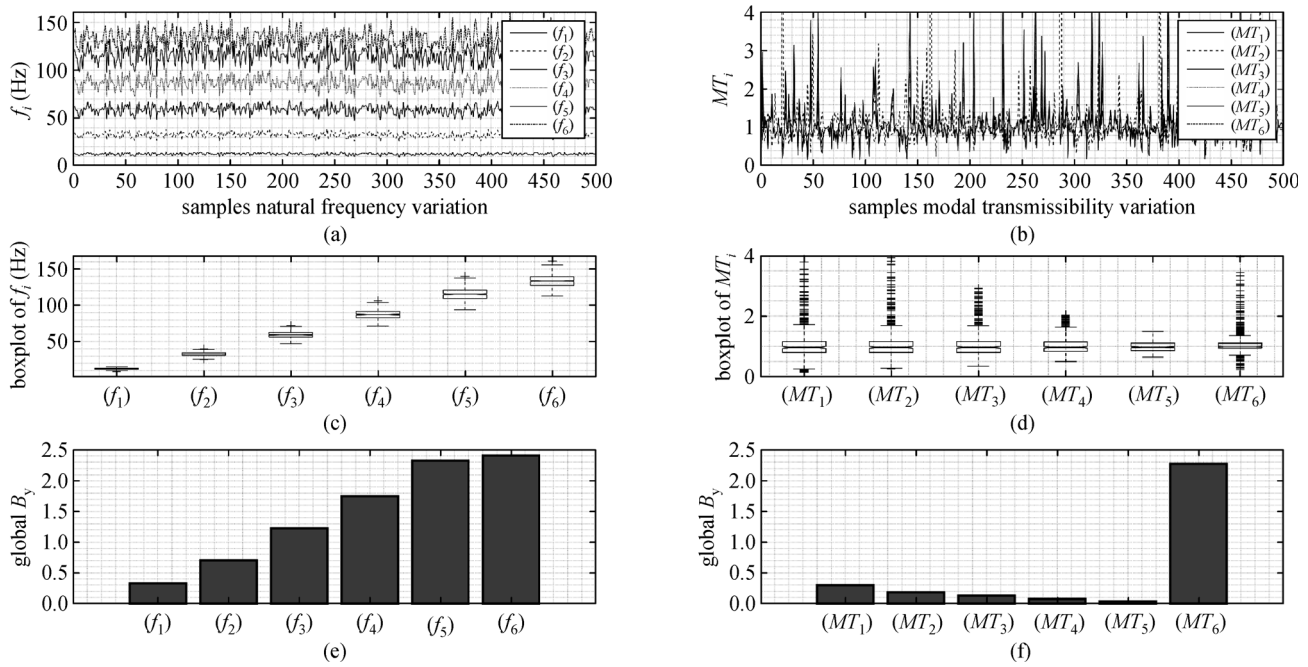 150
100
50
0
f_i (Hz)
(f_1)
(f_2)
(f_3)
(f_4)
(f_5)
(f_6)
0 50 100 150 200 250 300 350 400 450 500
samples natural frequency variation
(a)
4
3
2
1
0
MT_i
(MT_1)
(MT_2)
(MT_3)
(MT_4)
(MT_5)
(MT_6)
0 50 100 150 200 250 300 350 400 450 500
samples modal transmissibility variation
(b)
150
100
50
boxplot of f_i (Hz)
(f_1) (f_2) (f_3) (f_4) (f_5) (f_6)
(c)
4
2
0
boxplot of MT_i
(MT_1) (MT_2) (MT_3) (MT_4) (MT_5) (MT_6)
(d)
2.5
2.0
1.5
1.0
0.5
0.0
global B_y
(f_1) (f_2) (f_3) (f_4) (f_5) (f_6)
(e)
2.5
2.0
1.5
1.0
0.5
0.0
global B_y
(MT_1) (MT_2) (MT_3) (MT_4) (MT_5) (MT_6)
(f)